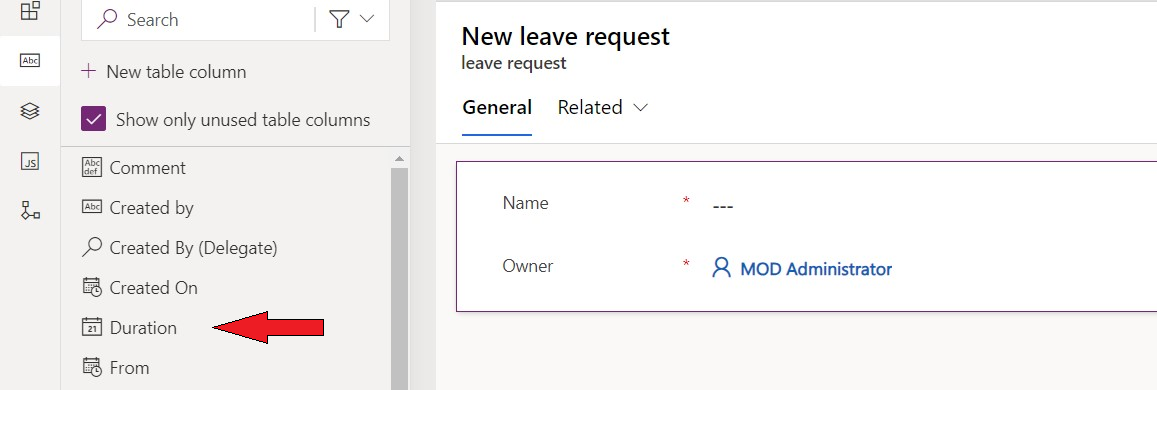 Search
New table column
Show only unused table columns
Abc
Abc
def
Comment
Abc
Created by
Created By (Delegate)
Created On
21
Duration
From
JS
New leave request
leave request
General
Related
Name * ---
Owner * MOD Administrator